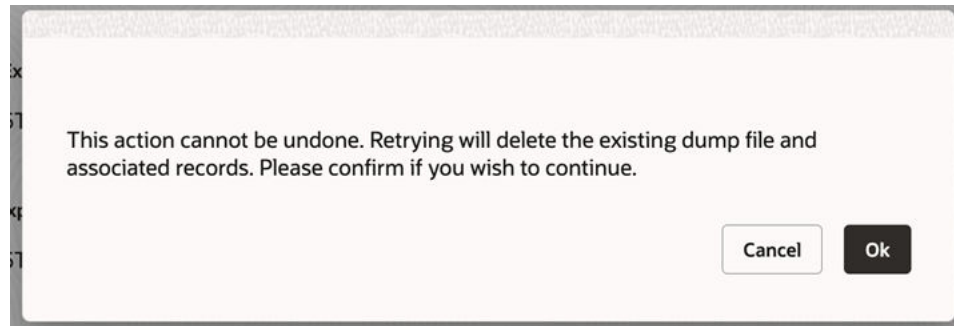 This action cannot be undone. Retrying will delete the existing dump file and
associated records. Please confirm if you wish to continue.
Cancel Ok